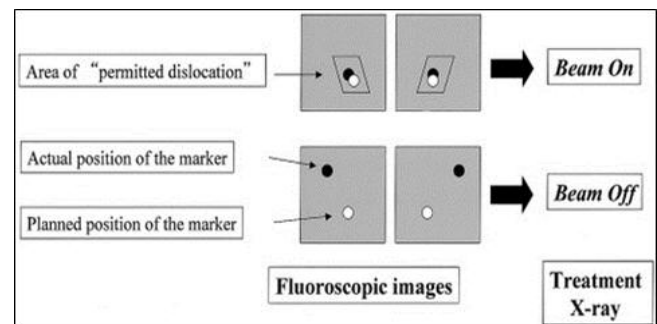 Area of “permitted dislocation”
Beam On
Actual position of the marker
Planned position of the marker
Beam Off
Fluoroscopic images
Treatment
X-ray